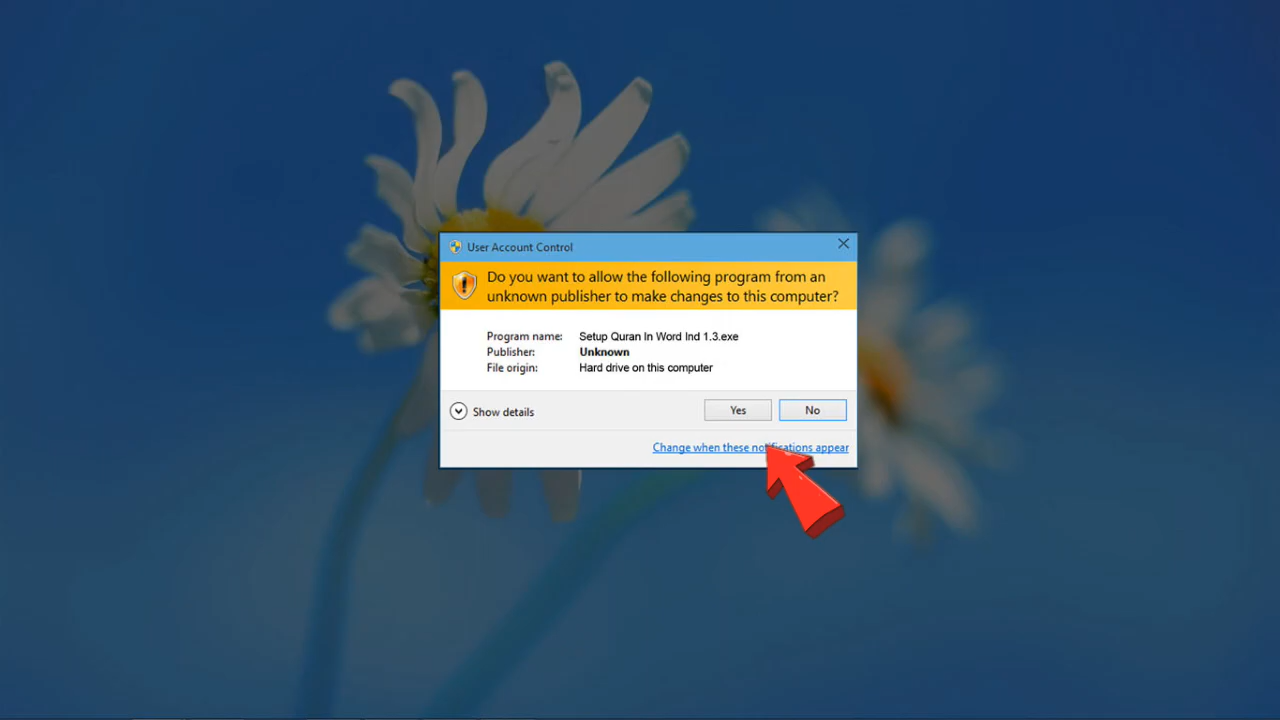 User Account Control
Do you want to allow the following program from an
unknown publisher to make changes to this computer?
Program name: Setup Quran In Word Ind 1.3.exe
Publisher: Unknown
File origin: Hard drive on this computer
Show details Yes No
Change when these notifications appear